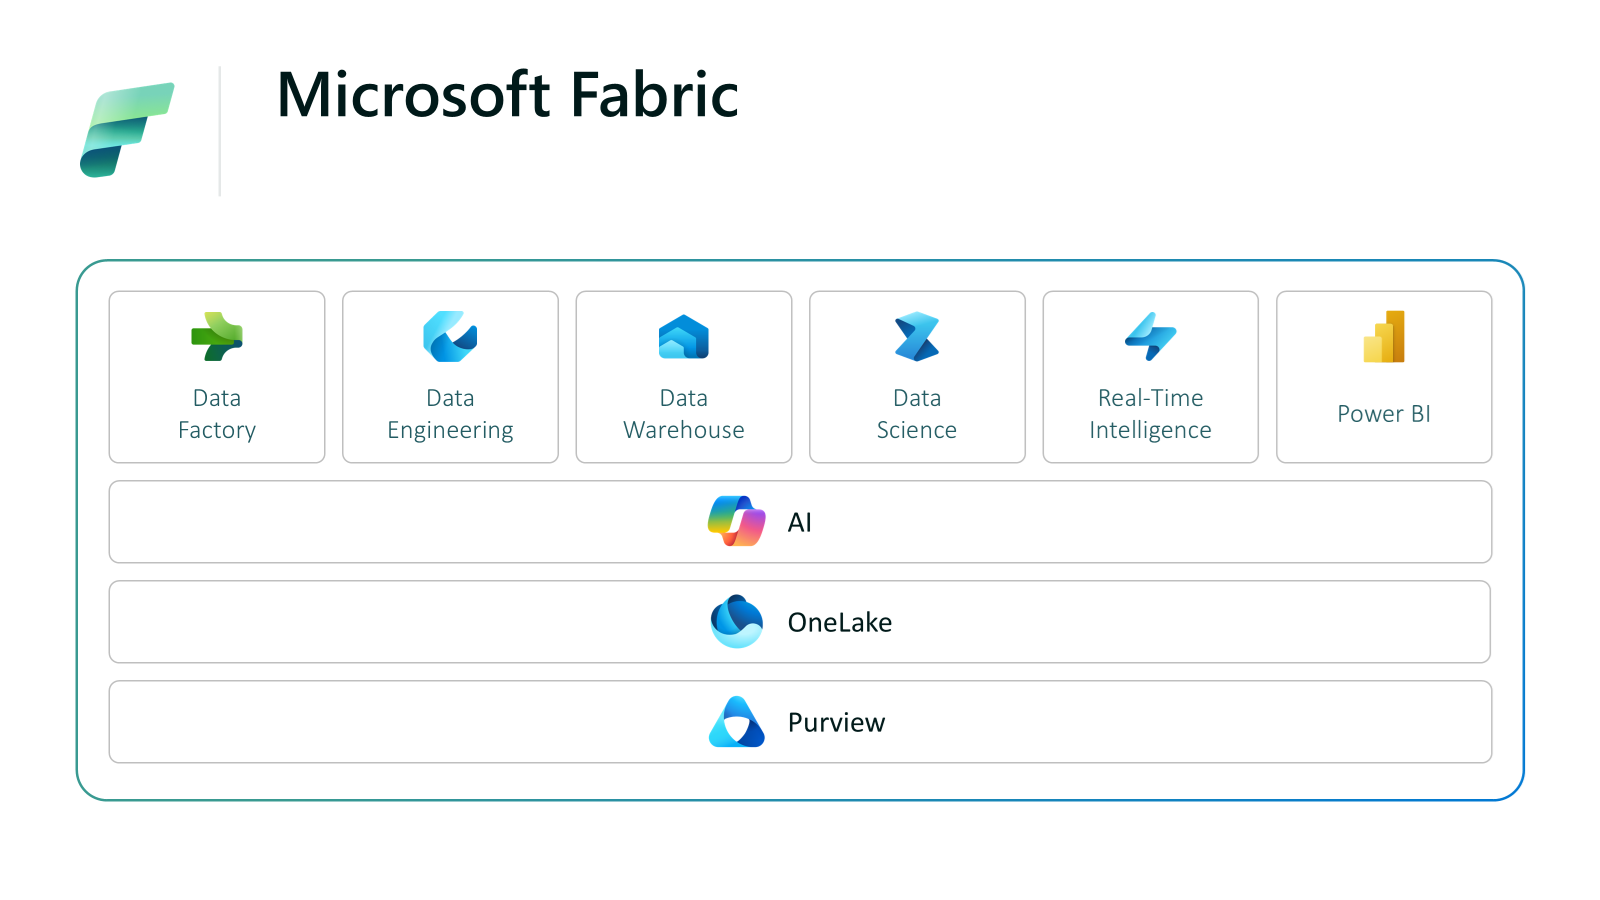 Microsoft Fabric
Data
Factory
Data
Engineering
Data
Warehouse
Data
Science
Real-Time
Intelligence
Power BI
AI
OneLake
Purview